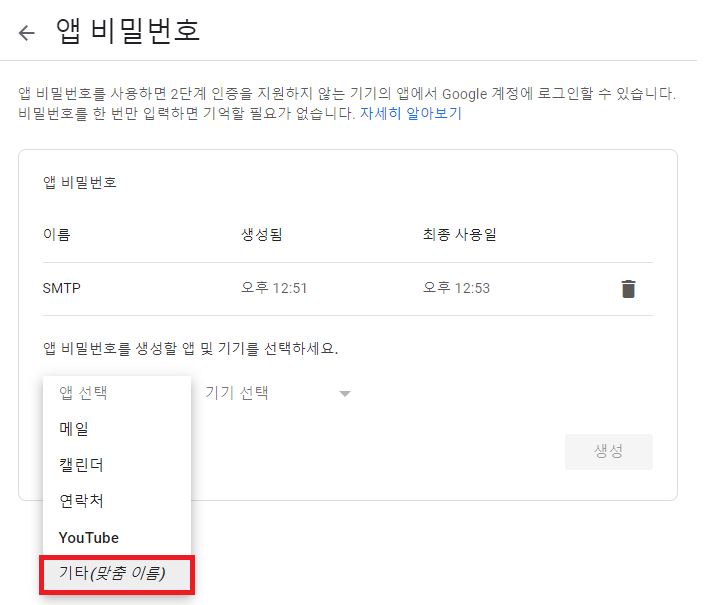 앱 비밀번호
앱 비밀번호를 사용하면 2단계 인증을 지원하지 않는 기기의 앱에서 Google 계정에 로그인할 수 있습니다.
비밀번호를 한 번만 입력하면 기억할 필요가 없습니다. 자세히 알아보기
앱 비밀번호
이름 생성됨 최종 사용일
SMTP 오후 12:51 오후 12:53
앱 비밀번호를 생성할 앱 및 기기를 선택하세요.
앱 선택 기기 선택
메일
캘린더
생성
연락처
YouTube
기타(맞춤 이름)